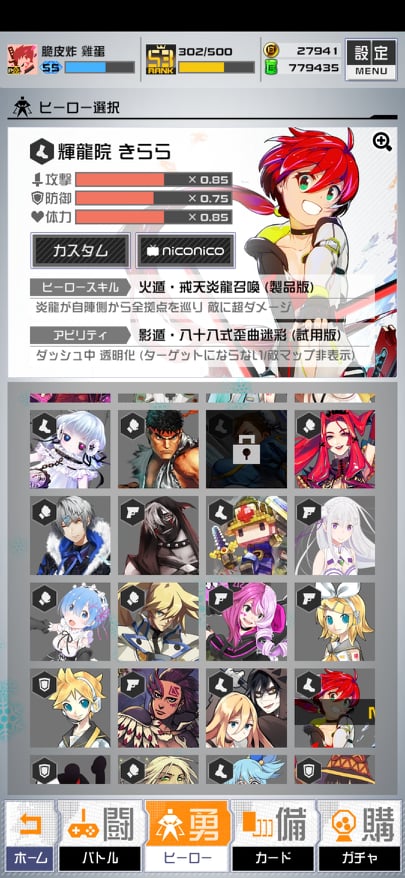 脆皮炸 雞蛋
55
53
RANK
302/500
27941
779435
設定
MENU
ヒーロー選択
輝龍院 きらら
攻撃 ×0.85
防御 ×0.75
体力 ×0.85
カスタム
niconico
ヒーロースキル 火遁・戒天炎龍召喚 (製品版)
炎龍が自陣側から全拠点を巡り 敵に超ダメージ
アビリティ 影遁・八十八式歪曲迷彩 (試用版)
ダッシュ中 透明化 (ターゲットにならない/敵マップ非表示)
闘 勇 備 購
ホーム バトル ヒーロー カード ガチャ